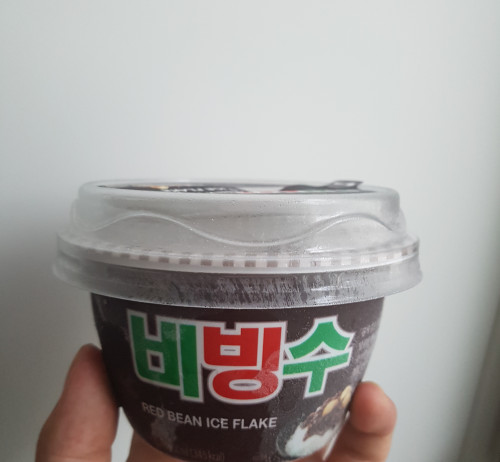 비빙수
RED BEAN ICE FLAKE